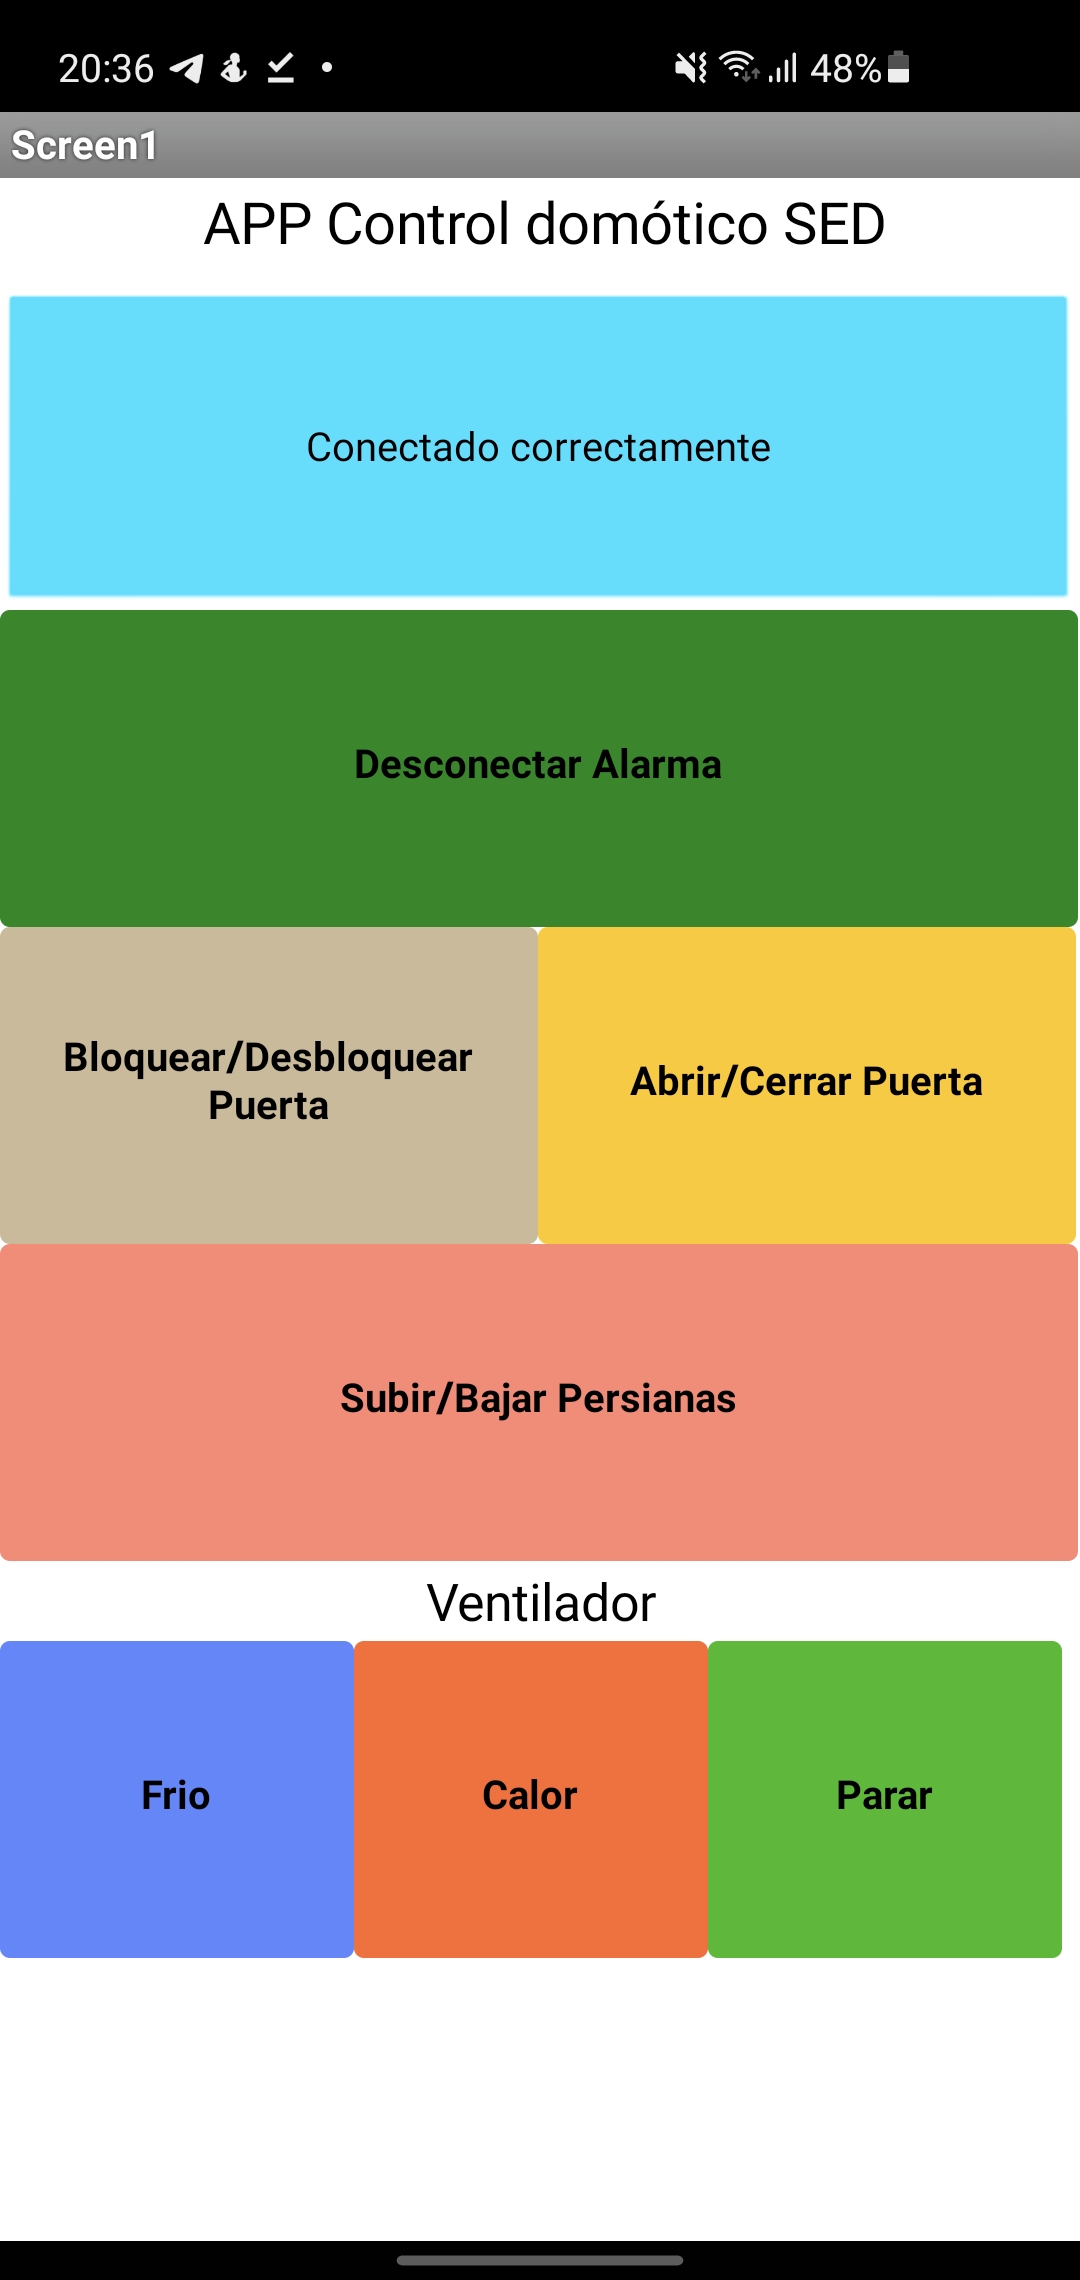 20:36 48%
Screen1
APP Control domótico SED
Conectado correctamente
Desconectar Alarma
Bloquear/Desbloquear
Puerta
Abrir/Cerrar Puerta
Subir/Bajar Persianas
Ventilador
Frio
Calor
Parar